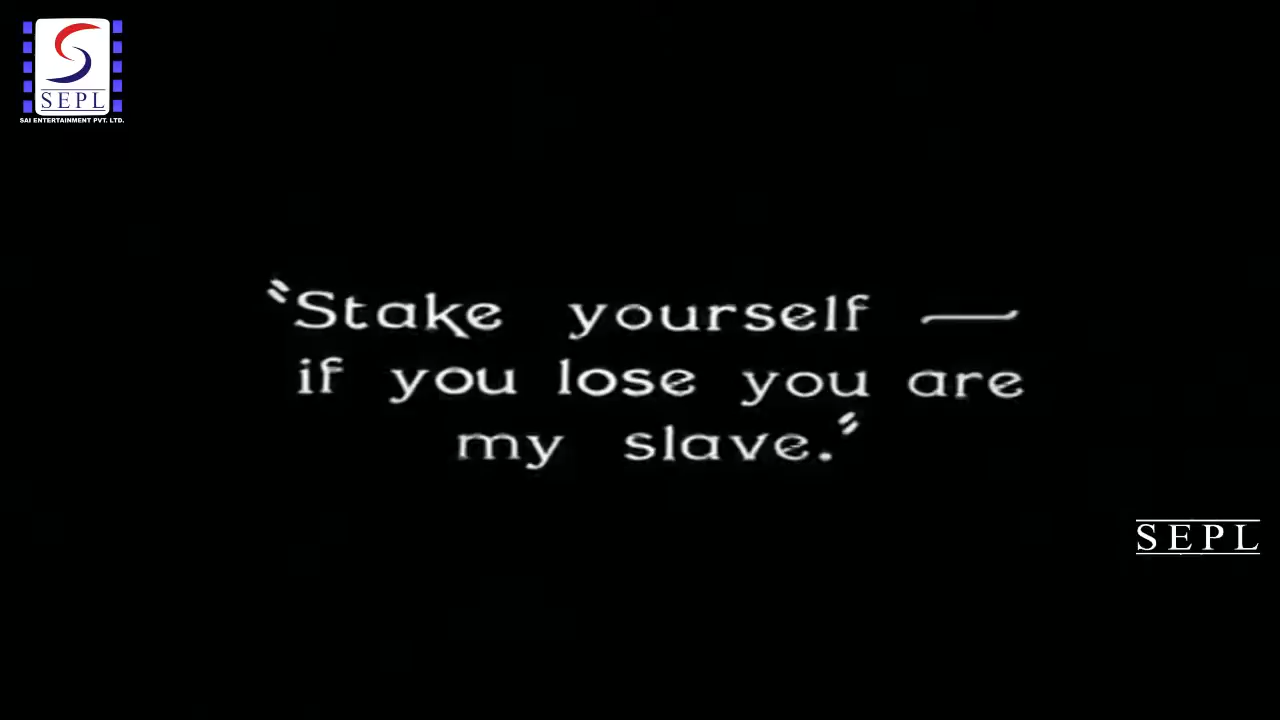 SEPL
SAI ENTERTAINMENT PVT. LTD.
"Stake yourself —
if you lose you are
my slave."
SEPL